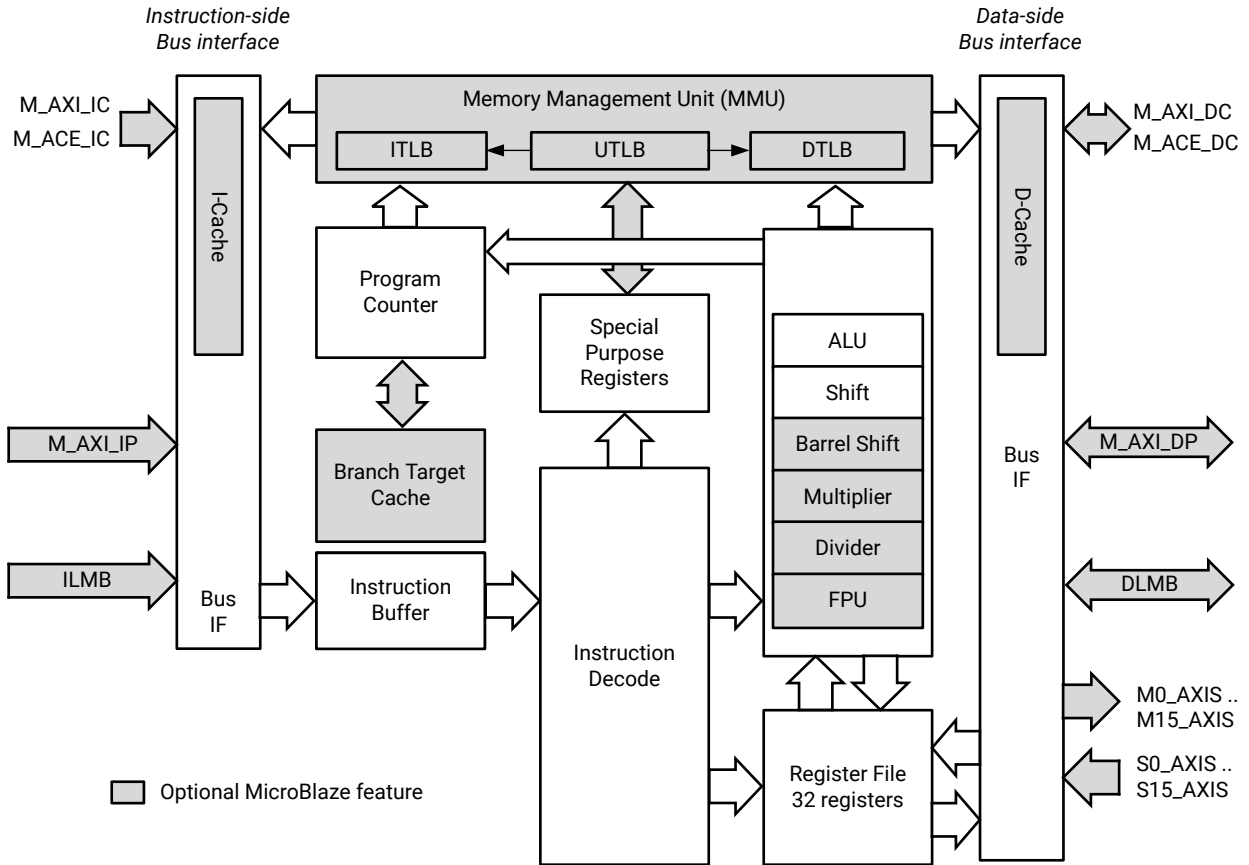 Instruction-side
Bus interface
Data-side
Bus interface
M_AXI_IC
M_ACE_IC
Memory Management Unit (MMU)
ITLB
UTLB
DTLB
M_AXI_DC
M_ACE_DC
I-Cache
D-Cache
Program
Counter
Special
Purpose
Registers
ALU
Shift
Barrel Shift
Multiplier
Divider
FPU
M_AXI_IP
Branch Target
Cache
Bus
IF
M_AXI_DP
ILMB
Bus
IF
Instruction
Buffer
DLMB
Instruction
Decode
M0_AXIS ..
M15_AXIS
Register File
32 registers
S0_AXIS ..
S15_AXIS
Optional MicroBlaze feature